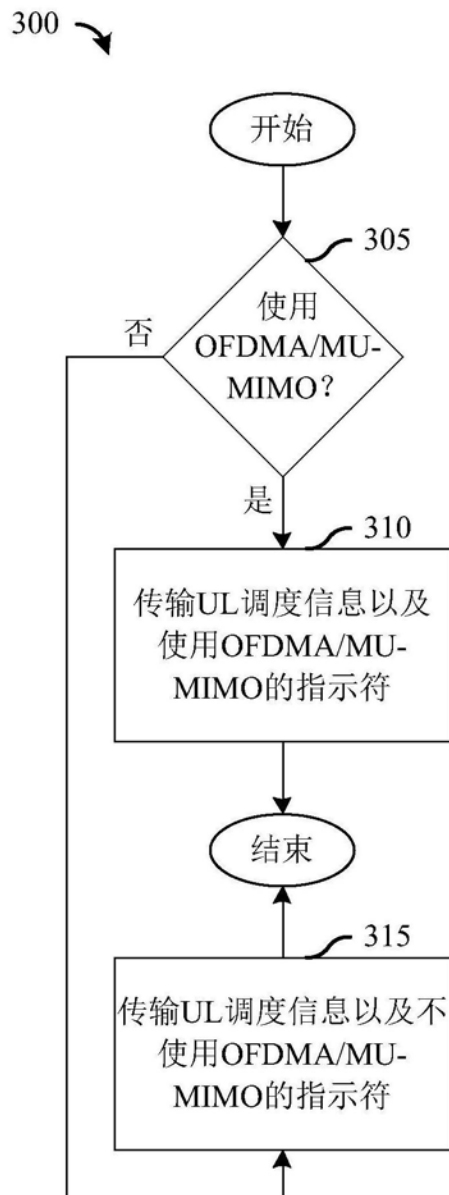 300
开始
305
使用
OFDMA/MU-
MIMO?
否
是
310
传输UL调度信息以及
使用OFDMA/MU-
MIMO的指示符
结束
315
传输UL调度信息以及不
使用OFDMA/MU-
MIMO的指示符